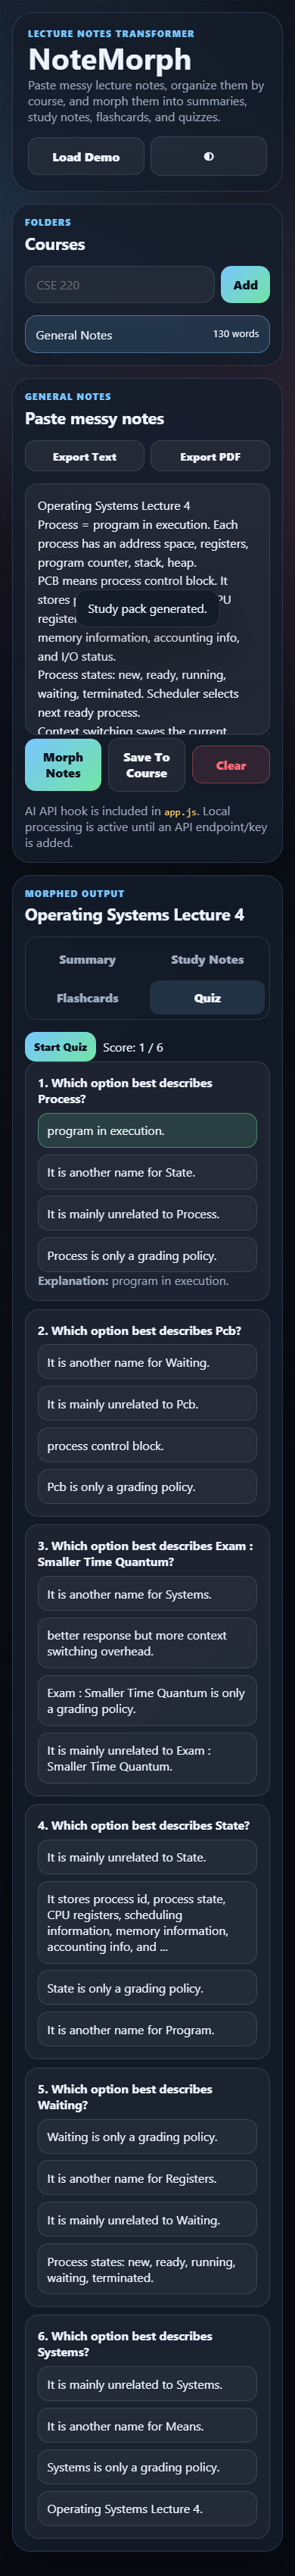 LECTURE NOTES TRANSFORMER
NoteMorph
Paste messy lecture notes, organize them by
course, and morph them into summaries,
study notes, flashcards, and quizzes.
Load Demo
FOLDERS
Courses
CSE 220
Add
General Notes
130 words
GENERAL NOTES
Paste messy notes
Export Text
Export PDF
Operating Systems Lecture 4
Process = program in execution. Each
process has an address space, registers,
program counter, stack, heap.
PCB means process control block. It
stores
Study pack generated.
memory information, accounting info,
and I/O status.
Process states: new, ready, running,
waiting, terminated. Scheduler selects
next ready process.
Context switching saves the current
Morph
Notes
Save To
Course
Clear
AI API hook is included in app.js. Local
processing is active until an API endpoint/key
is added.
MORPHED OUTPUT
Operating Systems Lecture 4
Summary
Study Notes
Flashcards
Quiz
Start Quiz
Score: 1 / 6
1. Which option best describes
Process?
program in execution.
It is another name for State.
It is mainly unrelated to Process.
Process is only a grading policy.
Explanation: program in execution.
2. Which option best describes Pcb?
It is another name for Waiting.
It is mainly unrelated to Pcb.
process control block.
Pcb is only a grading policy.
3. Which option best describes Exam :
Smaller Time Quantum?
It is another name for Systems.
better response but more context
switching overhead.
Exam : Smaller Time Quantum is only
a grading policy.
It is mainly unrelated to Exam :
Smaller Time Quantum.
4. Which option best describes State?
It is mainly unrelated to State.
It stores process id, process state,
CPU registers, scheduling
information, memory information,
accounting info, and ...
State is only a grading policy.
It is another name for Program.
5. Which option best describes
Waiting?
Waiting is only a grading policy.
It is another name for Registers.
It is mainly unrelated to Waiting.
Process states: new, ready, running,
waiting, terminated.
6. Which option best describes
Systems?
It is mainly unrelated to Systems.
It is another name for Means.
Systems is only a grading policy.
Operating Systems Lecture 4.